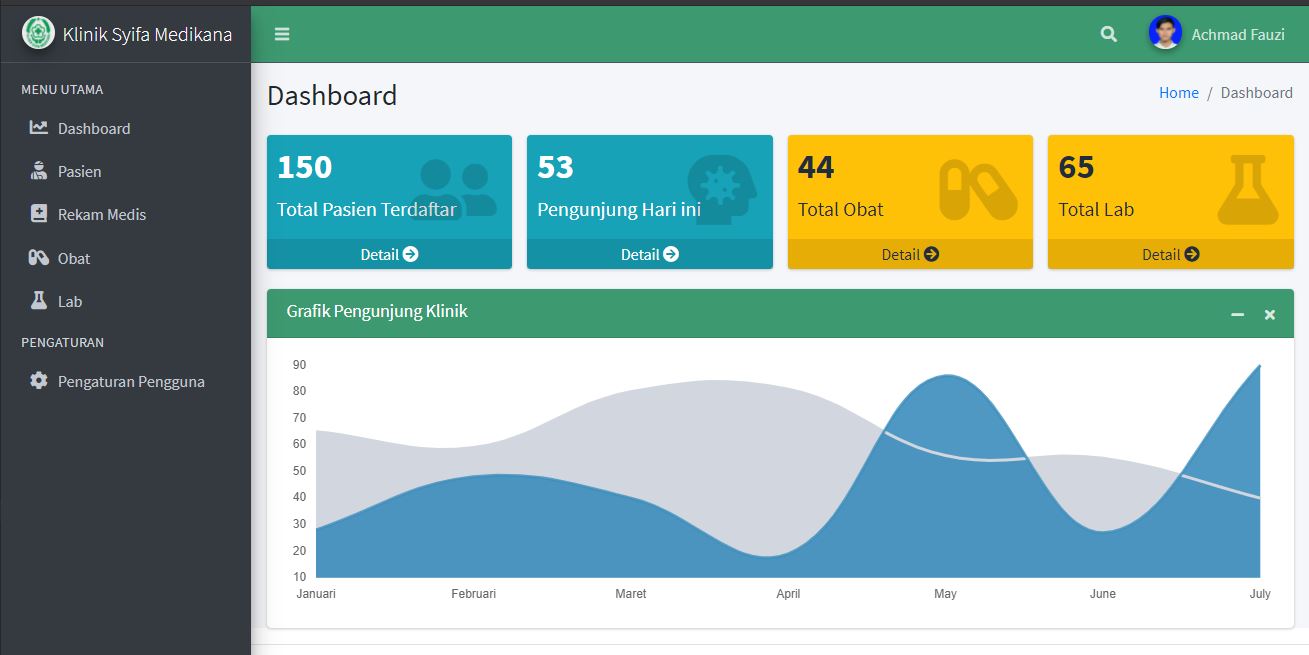 Klinik Syifa Medikana
Achmad Fauzi
MENU UTAMA
Dashboard
Pasien
Rekam Medis
Obat
Lab
PENGATURAN
Pengaturan Pengguna
Dashboard
Home / Dashboard
150
Total Pasien Terdaftar
Detail
53
Pengunjung Hari ini
Detail
44
Total Obat
Detail
65
Total Lab
Detail
Grafik Pengunjung Klinik
90
80
70
60
50
40
30
20
10
Januari Februari Maret April May June July